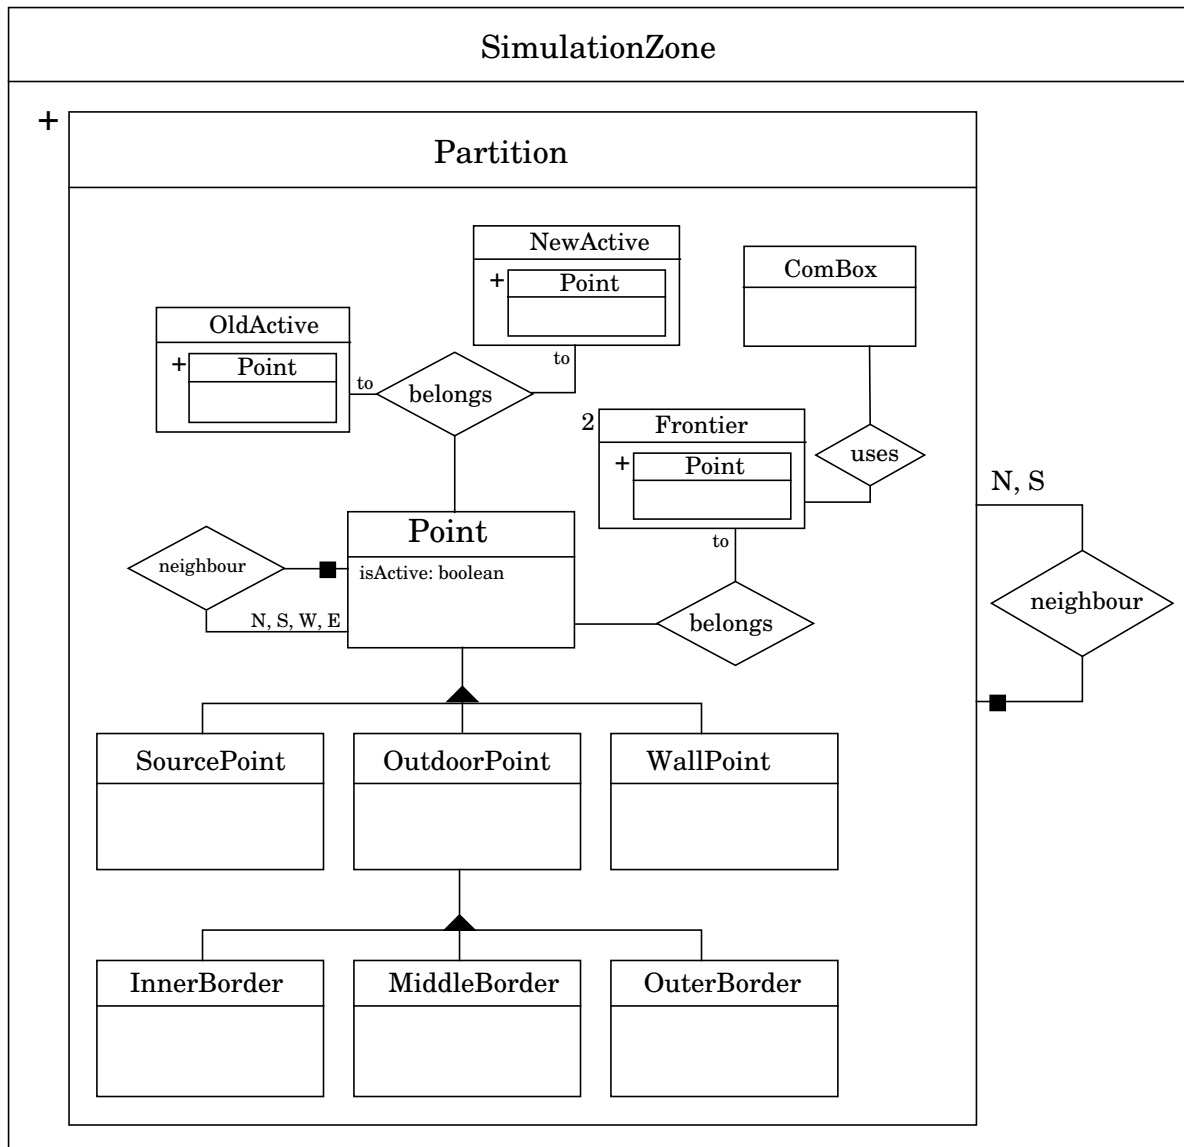 SimulationZone
+
Partition
NewActive
+ Point
ComBox
OldActive
+ Point
to
belongs
to
2
Frontier
+ Point
uses
N, S
Point
isActive: boolean
neighbour
N, S, W, E
to
belongs
neighbour
SourcePoint
OutdoorPoint
WallPoint
InnerBorder
MiddleBorder
OuterBorder